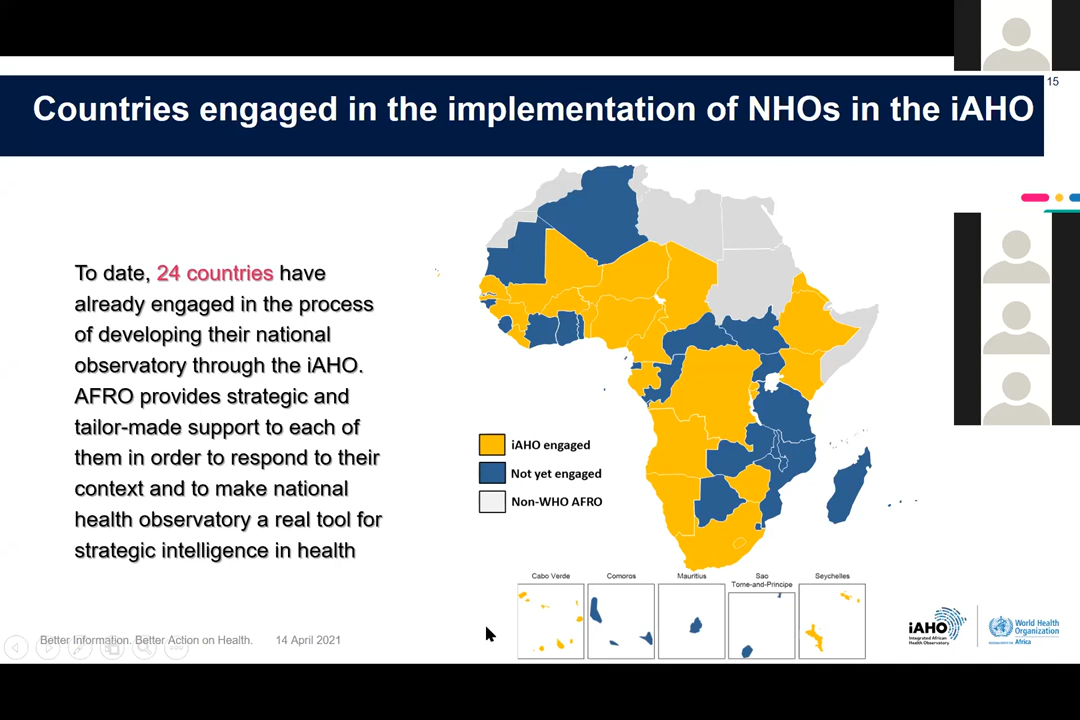 15
Countries engaged in the implementation of NHOs in the iAHO
To date, 24 countries have
already engaged in the process
of developing their national
observatory through the iAHO.
AFRO provides strategic and
tailor-made support to each of
them in order to respond to their
context and to make national
health observatory a real tool for
strategic intelligence in health
iAHO engaged
Not yet engaged
Non-WHO AFRO
Cabo Verde
Comoros
Mauritius
Sao
Tome-and-Principe
Seychelles
Better Information. Better Action on Health.
14 April 2021
iAHO
Integrated African
Health Observatory
World Health
Organization
Africa